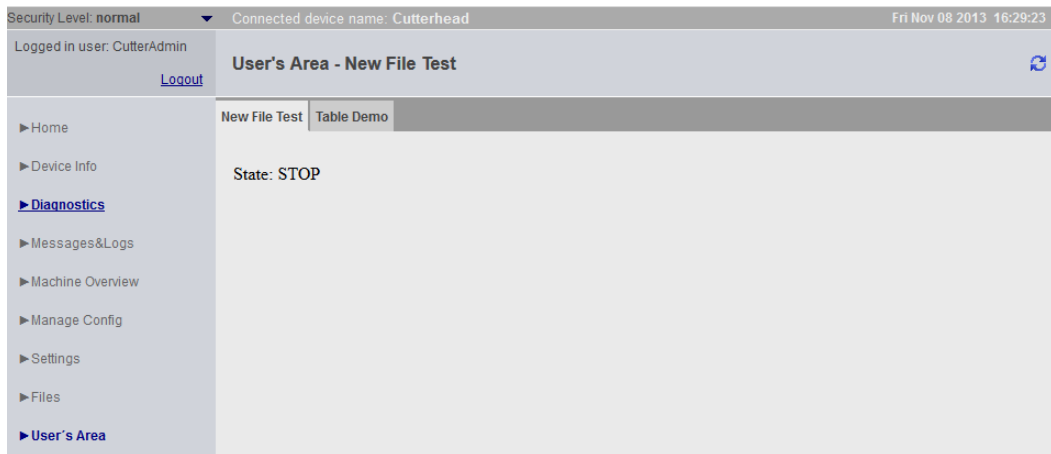 Security Level: normal
Connected device name: Cutterhead
Fri Nov 08 2013 16:29:23
Logged in user: CutterAdmin
Logout
User's Area - New File Test
New File Test
Table Demo
State: STOP
►Home
►Device Info
►Diagnostics
►Messages&Logs
►Machine Overview
►Manage Config
►Settings
►Files
►User´s Area